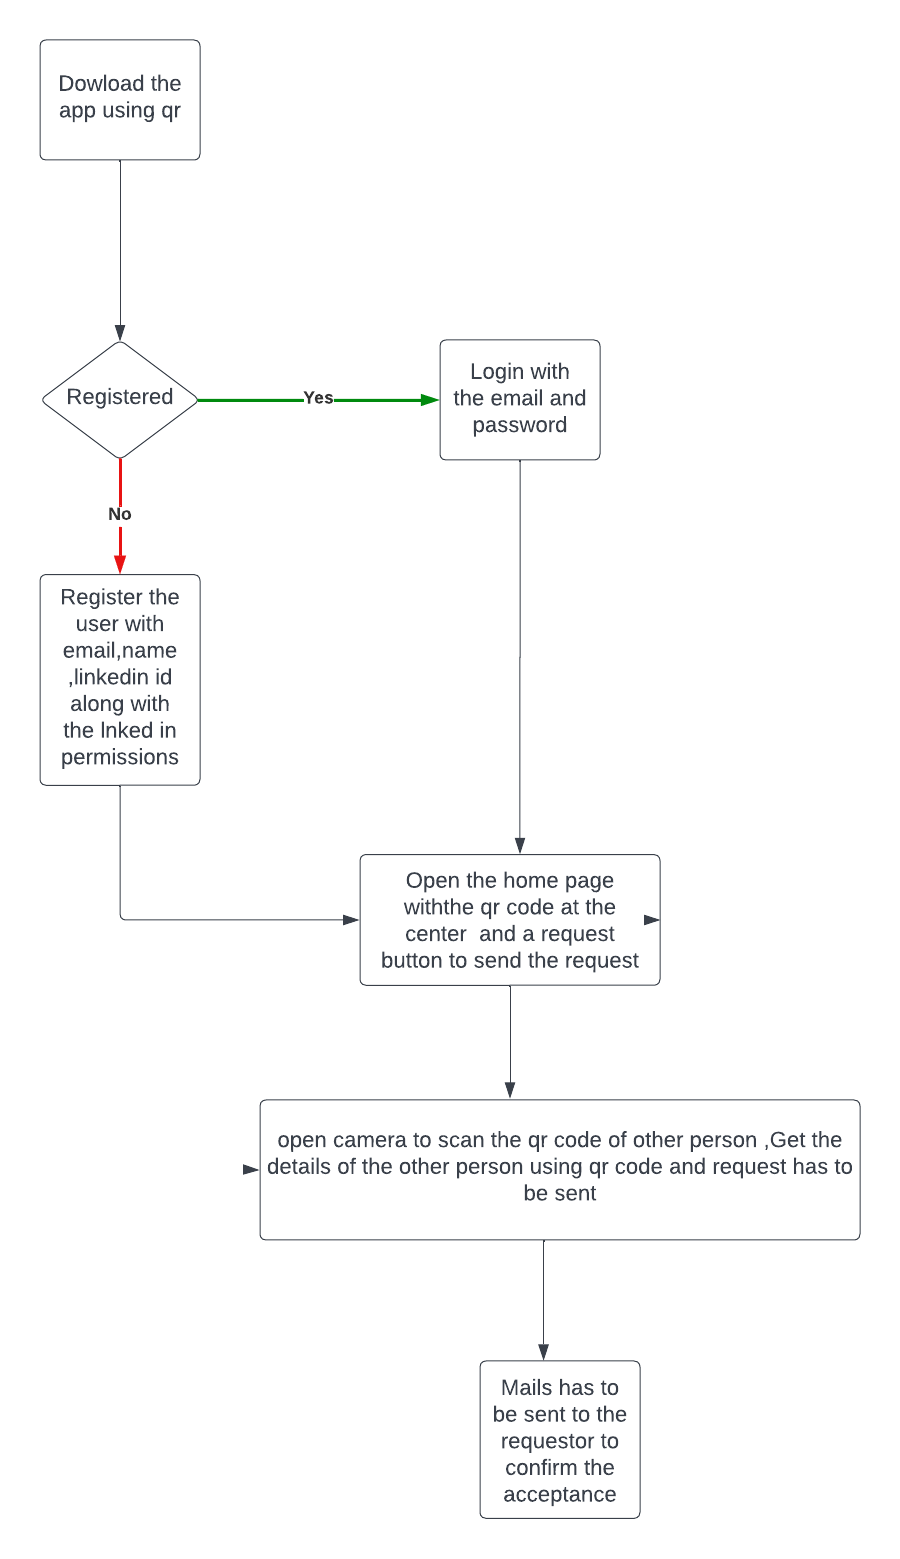 Dowload the
app using qr
Registered
Yes
Login with
the email and
password
No
Register the
user with
email,name
,linkedin id
along with
the lnked in
permissions
Open the home page
withthe qr code at the
center  and a request
button to send the request
open camera to scan the qr code of other person ,Get the
details of the other person using qr code and request has to
be sent
Mails has to
be sent to the
requestor to
confirm the
acceptance